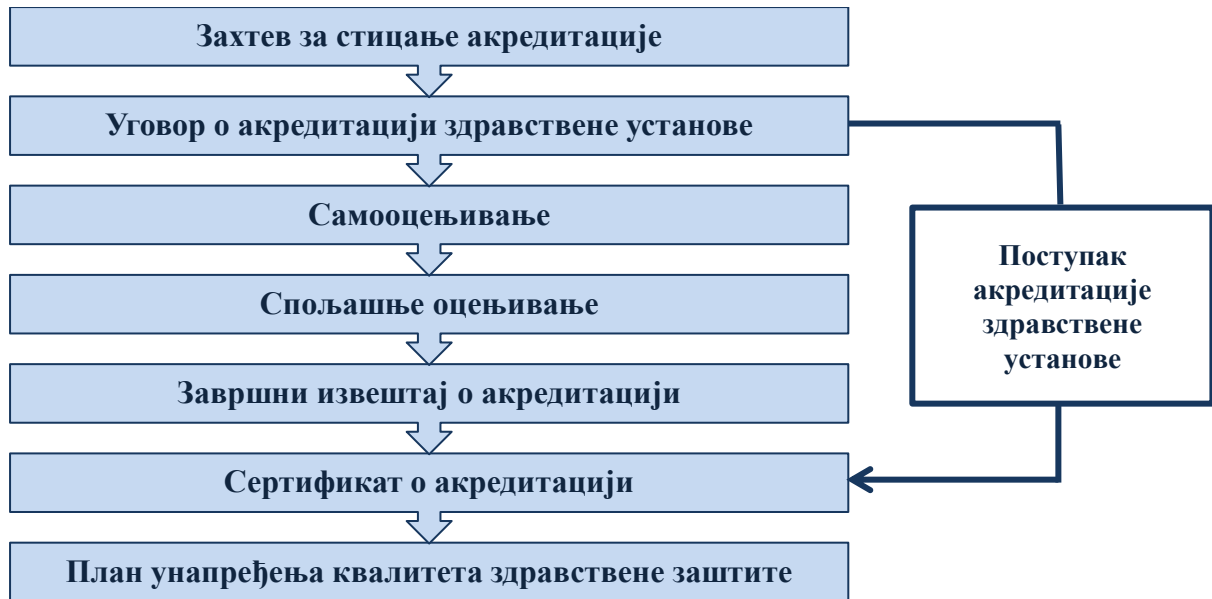 Захтев за стицање акредитације
Уговор о акредитацији здравствене установе
Самооцењивање
Спољашње оцењивање
Завршни извештај о акредитацији
Сертификат о акредитацији
План унапређења квалитета здравствене заштите
Поступак
акредитације
здравствене
установе